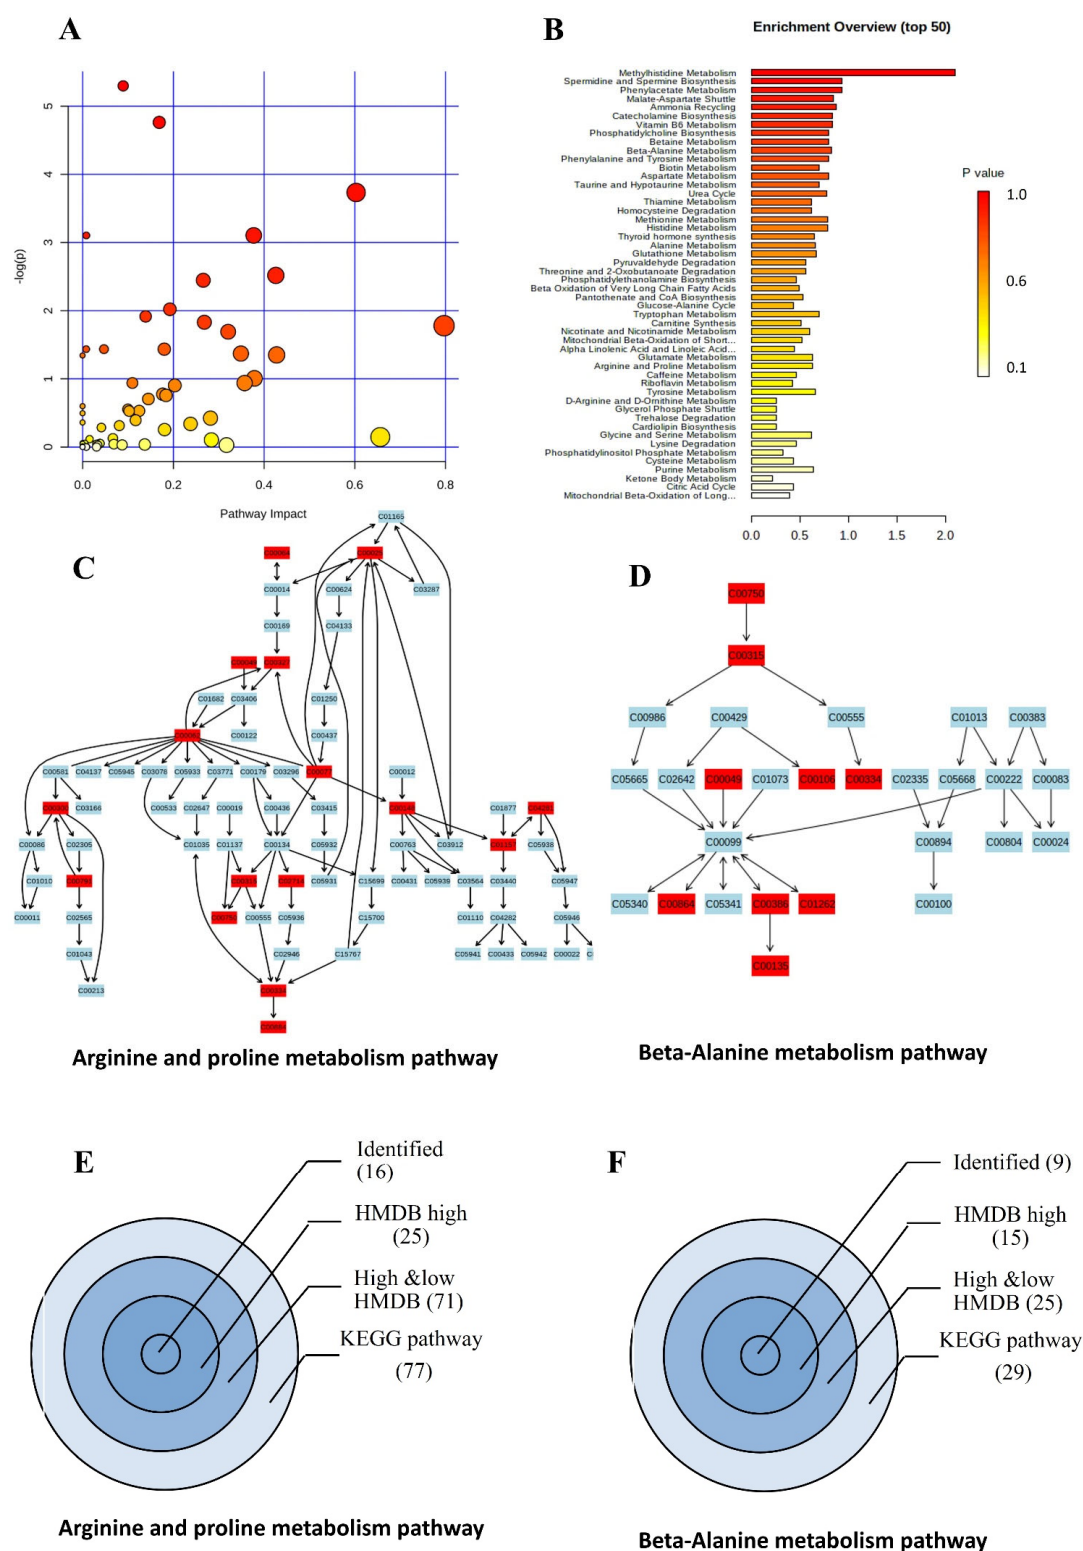 A
B
Enrichment Overview (top 50)
5
4
3
2
1
0
-log(p)
0.0
0.2
0.4
0.6
0.8
Pathway Impact
Methylhistidine Metabolism
Spermidine and Spermine Biosynthesis
Phenylacetate Metabolism
Malate-Aspartate Shuttle
Ammonia Recycling
Catecholamine Biosynthesis
Vitamin B6 Metabolism
Phosphatidylcholine Biosynthesis
Betaine Metabolism
Beta-Alanine Metabolism
Phenylalanine and Tyrosine Metabolism
Biotin Metabolism
Aspartate Metabolism
Taurine and Hypotaurine Metabolism
Urea Cycle
Thiamine Metabolism
Homocysteine Degradation
Methionine Metabolism
Histidine Metabolism
Thyroid hormone synthesis
Alanine Metabolism
Glutathione Metabolism
Pyruvaldehyde Degradation
Threonine and 2-Oxobutanoate Degradation
Phosphatidylethanolamine Biosynthesis
Beta Oxidation of Very Long Chain Fatty Acids
Pantothenate and CoA Biosynthesis
Glucose-Alanine Cycle
Tryptophan Metabolism
Carnitine Synthesis
Nicotinate and Nicotinamide Metabolism
Mitochondrial Beta-Oxidation of Short...
Alpha Linolenic Acid and Linoleic Acid...
Glutamate Metabolism
Arginine and Proline Metabolism
Caffeine Metabolism
Riboflavin Metabolism
Tyrosine Metabolism
D-Arginine and D-Ornithine Metabolism
Glycerol Phosphate Shuttle
Trehalose Degradation
Cardiolipin Biosynthesis
Glycine and Serine Metabolism
Lysine Degradation
Phosphatidylinositol Phosphate Metabolism
Cysteine Metabolism
Purine Metabolism
Ketone Body Metabolism
Citric Acid Cycle
Mitochondrial Beta-Oxidation of Long...
0.0
0.5
1.0
1.5
2.0
P value
1.0
0.6
0.1
C
C01165
C00064
C00025
C00014
C00624
C03287
C00169
C04133
C00049
C00327
C01682
C03406
C01250
C00122
C00437
C00062
C00581
C04137
C05945
C03078
C05933
C03771
C00179
C03296
C00077
C00012
C00300
C03166
C00533
C02647
C00019
C00436
C03415
C00148
C01877
C04281
C00086
C02305
C01035
C01137
C00134
C05932
C00763
C03912
C01157
C05938
C01010
C00791
C00315
C02714
C05931
C15699
C00431
C05939
C03564
C03440
C05947
C00011
C02565
C00750
C00555
C05936
C15700
C01110
C04282
C05946
C01043
C02946
C15767
C05941
C00433
C05942
C00022
C
C00213
C00334
Arginine and proline metabolism pathway
D
C00750
C00315
C00986
C00429
C00555
C01013
C00383
C05665
C02642
C00049
C01073
C00106
C00334
C02335
C05668
C00222
C00083
C00099
C00894
C00804
C00024
C05340
C00864
C05341
C00386
C01262
C00100
C00135
Beta-Alanine metabolism pathway
E
Identified
(16)
HMDB high
(25)
High &low
HMDB (71)
KEGG pathway
(77)
Arginine and proline metabolism pathway
F
Identified (9)
HMDB high
(15)
High &low
HMDB (25)
KEGG pathway
(29)
Beta-Alanine metabolism pathway